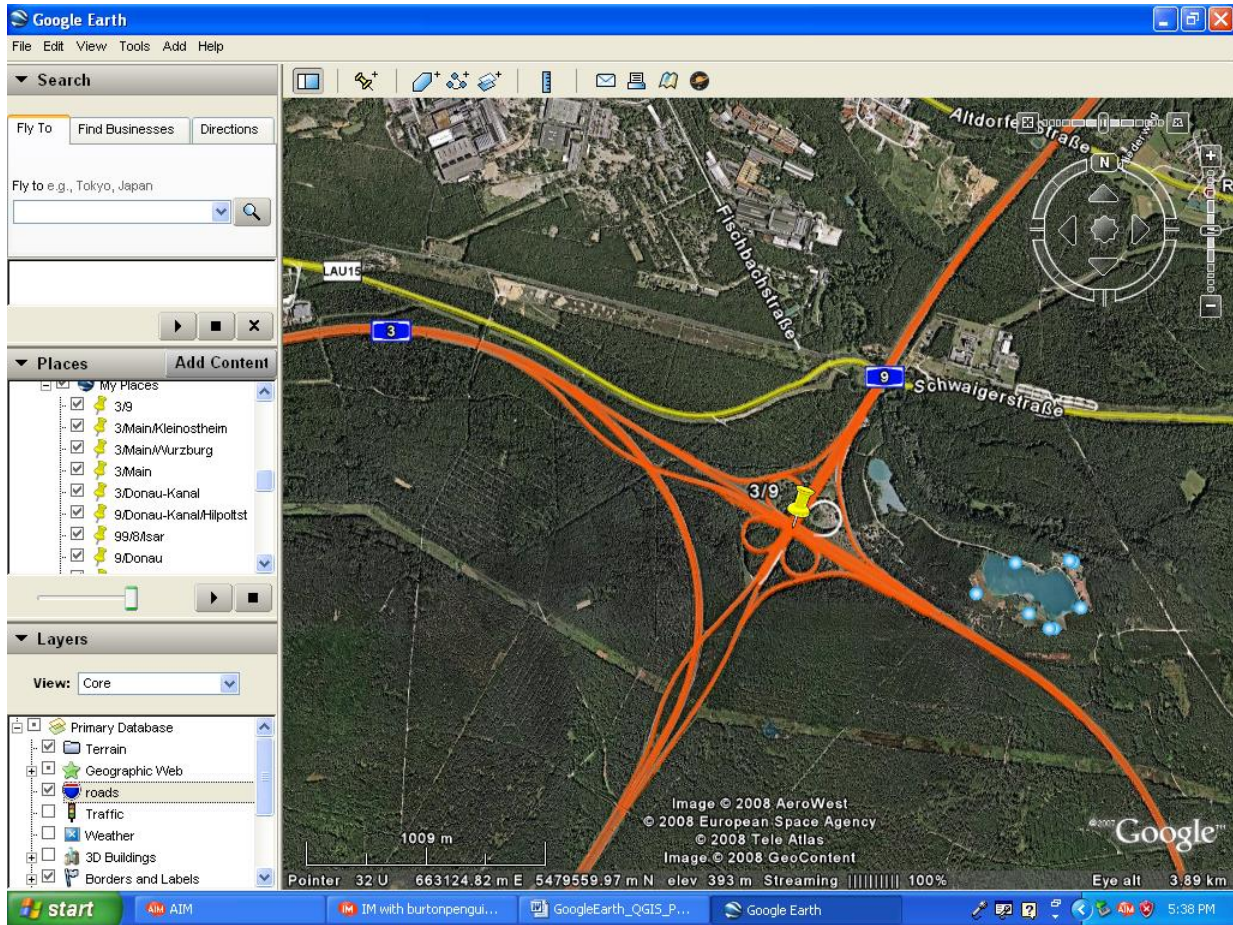 Google Earth
File Edit View Tools Add Help
Search
Fly To Find Businesses Directions
Fly to e.g., Tokyo, Japan
Places Add Content
My Places
3/9
3/Main/Kleinostheim
3/Main/Wurzburg
3/Main
3/Donau-Kanal
9/Donau-Kanal/Hilpoltst
99/8/Isar
9/Donau
Layers
View: Core
Primary Database
Terrain
Geographic Web
roads
Traffic
Weather
3D Buildings
Borders and Labels
Altdorfer Straße
N
R
Fischbachstraße
LAU15
3
9
Schwaigerstraße
3/9
1009 m
Image © 2008 AeroWest
© 2008 European Space Agency
© 2008 Tele Atlas
Image © 2008 GeoContent
©2007 Google™
Pointer 32 U 663124.82 m E 5479559.97 m N elev 393 m Streaming |||||||||| 100% Eye alt 3.89 km
start AIM IM with burtonpengui... GoogleEarth_QGIS_P... Google Earth 5:38 PM